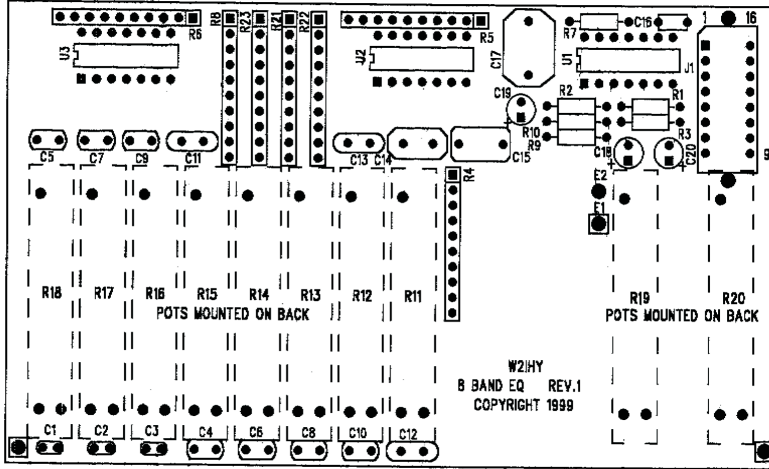 R6
R8
R23
R21
R22
R5
C17
R7
C16
1 16
U3
U2
U1
J1
C19
R2
R1
R10
R9
R3
C5 C7 C9 C11
C13 C14
C15
C18
C20
9
R4
E2
E1
R18 R17 R16 R15 R14 R13 R12 R11
R19 R20
POTS MOUNTED ON BACK
POTS MOUNTED ON BACK
W2IHY
8 BAND EQ REV.1
COPYRIGHT 1999
C1 C2 C3 C4 C6 C8 C10 C12